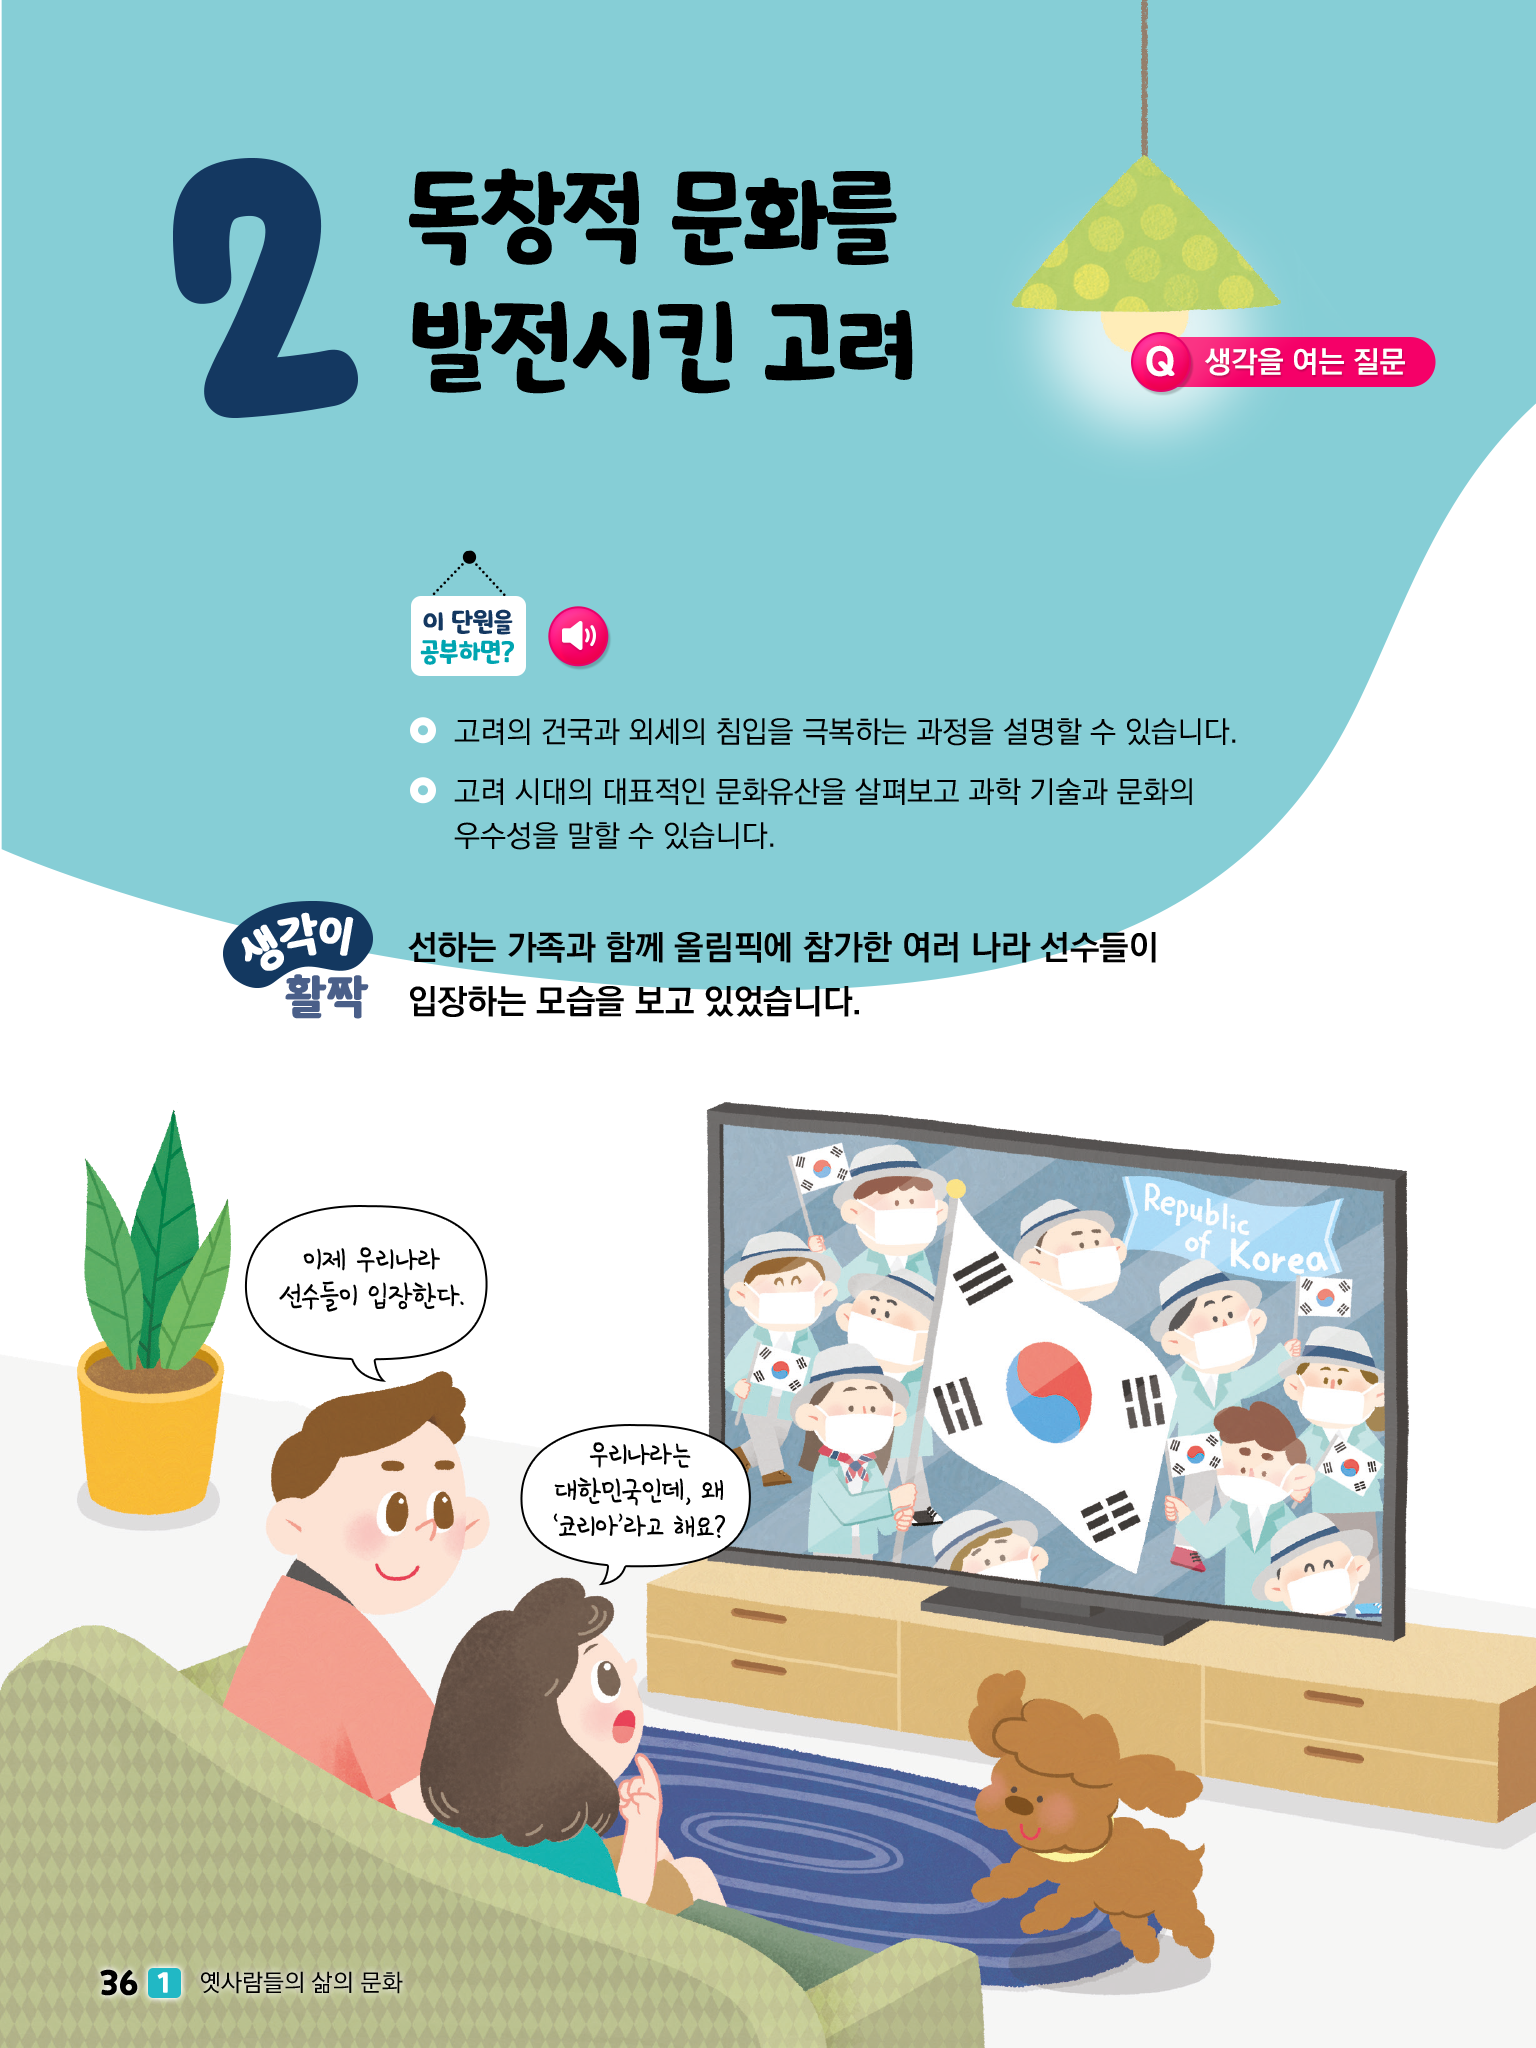 2
독창적 문화를
발전시킨 고려
Q 생각을 여는 질문
이 단원을
공부하면?
고려의 건국과 외세의 침입을 극복하는 과정을 설명할 수 있습니다.
고려 시대의 대표적인 문화유산을 살펴보고 과학 기술과 문화의
우수성을 말할 수 있습니다.
생각이
활짝
선하는 가족과 함께 올림픽에 참가한 여러 나라 선수들이
입장하는 모습을 보고 있었습니다.
Republic
of Korea
이제 우리나라
선수들이 입장한다.
우리나라는
대한민국인데, 왜
‘코리아’라고 해요?
36 1 옛사람들의 삶의 문화